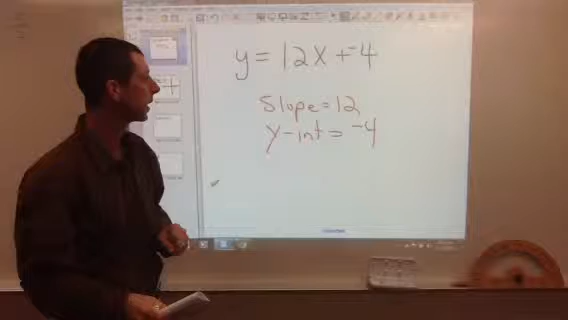 y = 12x + -4
Slope = 12
y-int = -4